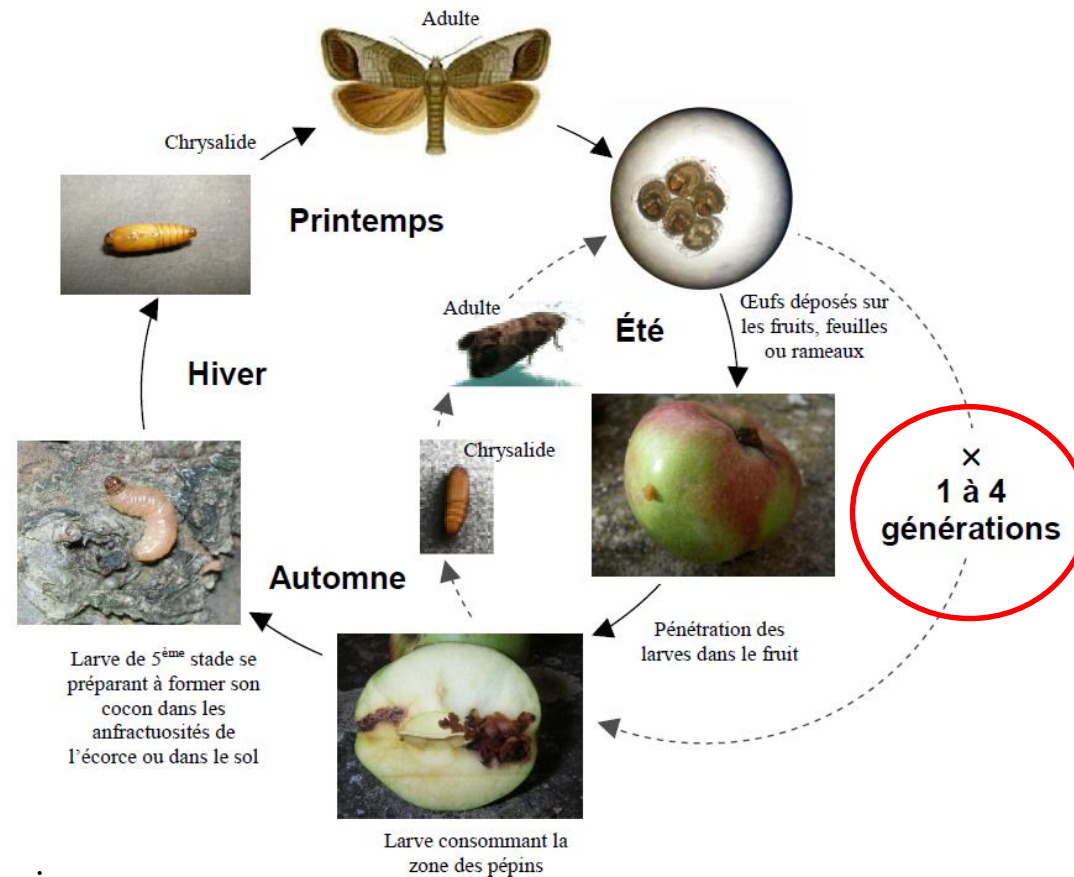 Adulte
Chrysalide
Printemps
Adulte
Été
Œufs déposés sur
les fruits, feuilles
ou rameaux
Hiver
Chrysalide
×
1 à 4
générations
Automne
Pénétration des
larves dans le fruit
Larve de 5ème stade se
préparant à former son
cocon dans les
anfractuosités de
l’écorce ou dans le sol
Larve consommant la
zone des pépins
.